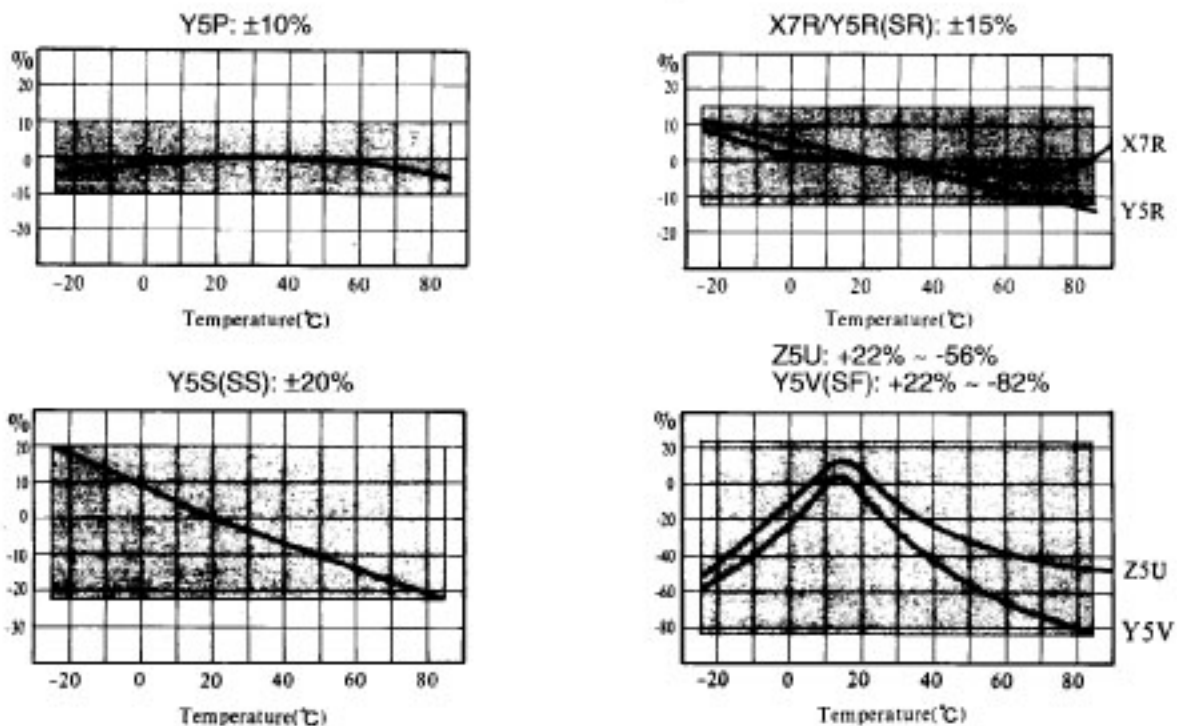 Y5P: ±10%
%
20
10
0
-10
-20
-20 0 20 40 60 80
Temperature(℃)
X7R/Y5R(SR): ±15%
%
20
10
0
-10
-20
X7R
Y5R
-20 0 20 40 60 80
Temperature(℃)
Y5S(SS): ±20%
%
20
10
0
-10
-20
-30
-20 0 20 40 60 80
Temperature(℃)
Z5U: +22% ~ -56%
Y5V(SF): +22% ~ -82%
%
20
0
-20
-40
-60
-80
Z5U
Y5V
-20 0 20 40 60 80
Temperature(℃)